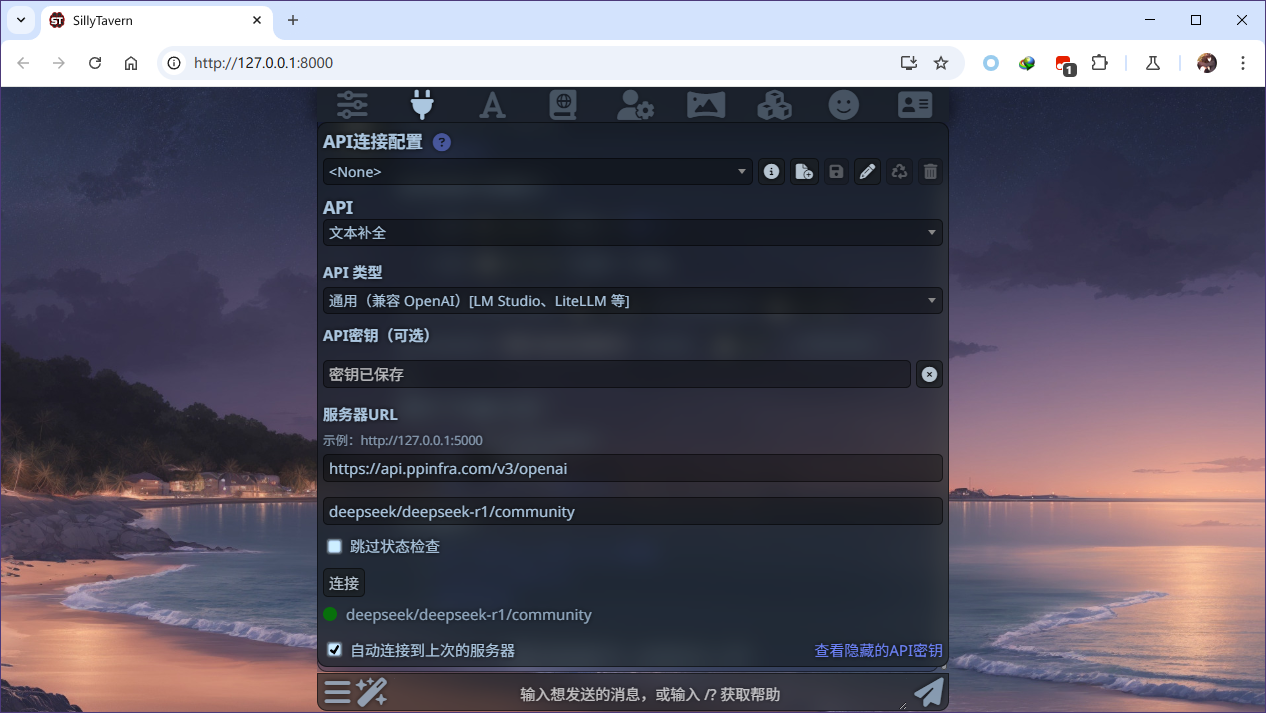 SillyTavern
http://127.0.0.1:8000
1
API连接配置 ?
<None>
API
文本补全
API 类型
通用（兼容 OpenAI）[LM Studio、LiteLLM 等]
API密钥（可选）
密钥已保存
服务器URL
示例：http://127.0.0.1:5000
https://api.ppinfra.com/v3/openai
deepseek/deepseek-r1/community
跳过状态检查
连接
deepseek/deepseek-r1/community
自动连接到上次的服务器 查看隐藏的API密钥
输入想发送的消息，或输入 /? 获取帮助